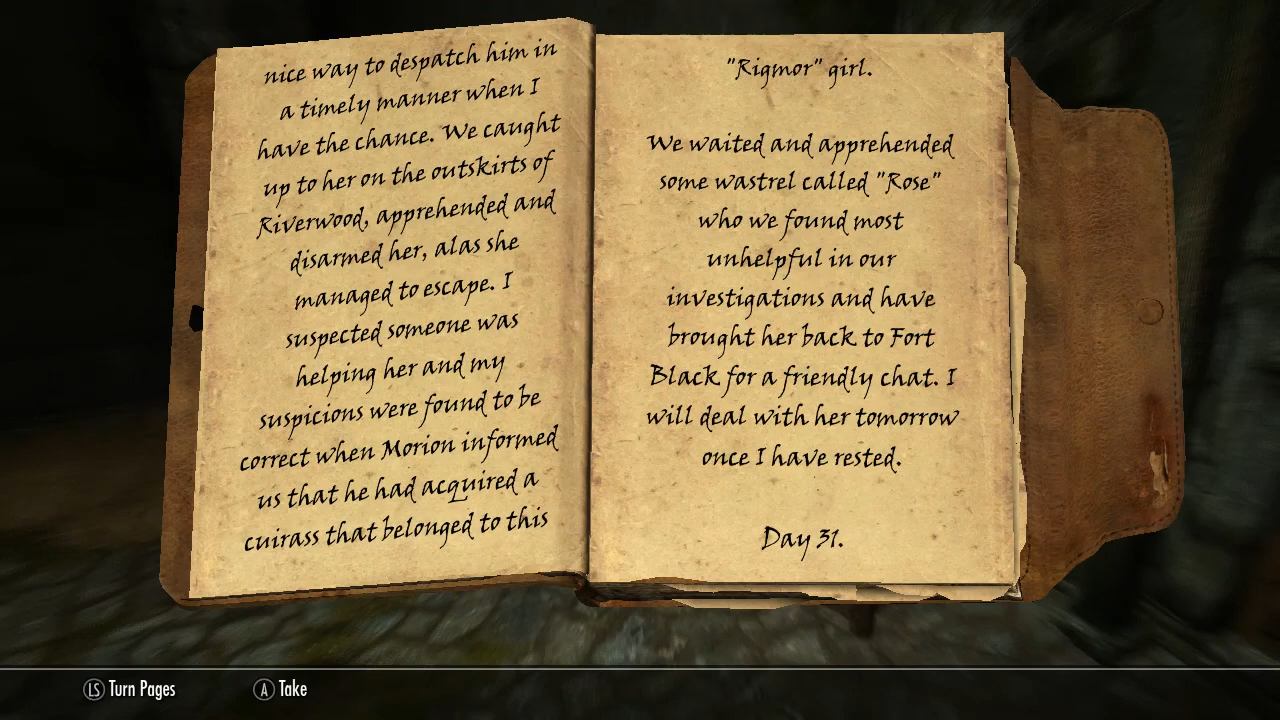 nice way to despatch him in
a timely manner when I
have the chance. We caught
up to her on the outskirts of
Riverwood, apprehended and
disarmed her, alas she
managed to escape. I
suspected someone was
helping her and my
suspicions were found to be
correct when Morion informed
us that he had acquired a
cuirass that belonged to this
"Rigmor" girl.
We waited and apprehended
some wastrel called "Rose"
who we found most
unhelpful in our
investigations and have
brought her back to Fort
Black for a friendly chat. I
will deal with her tomorrow
once I have rested.
Day 31.
LS Turn Pages
A Take